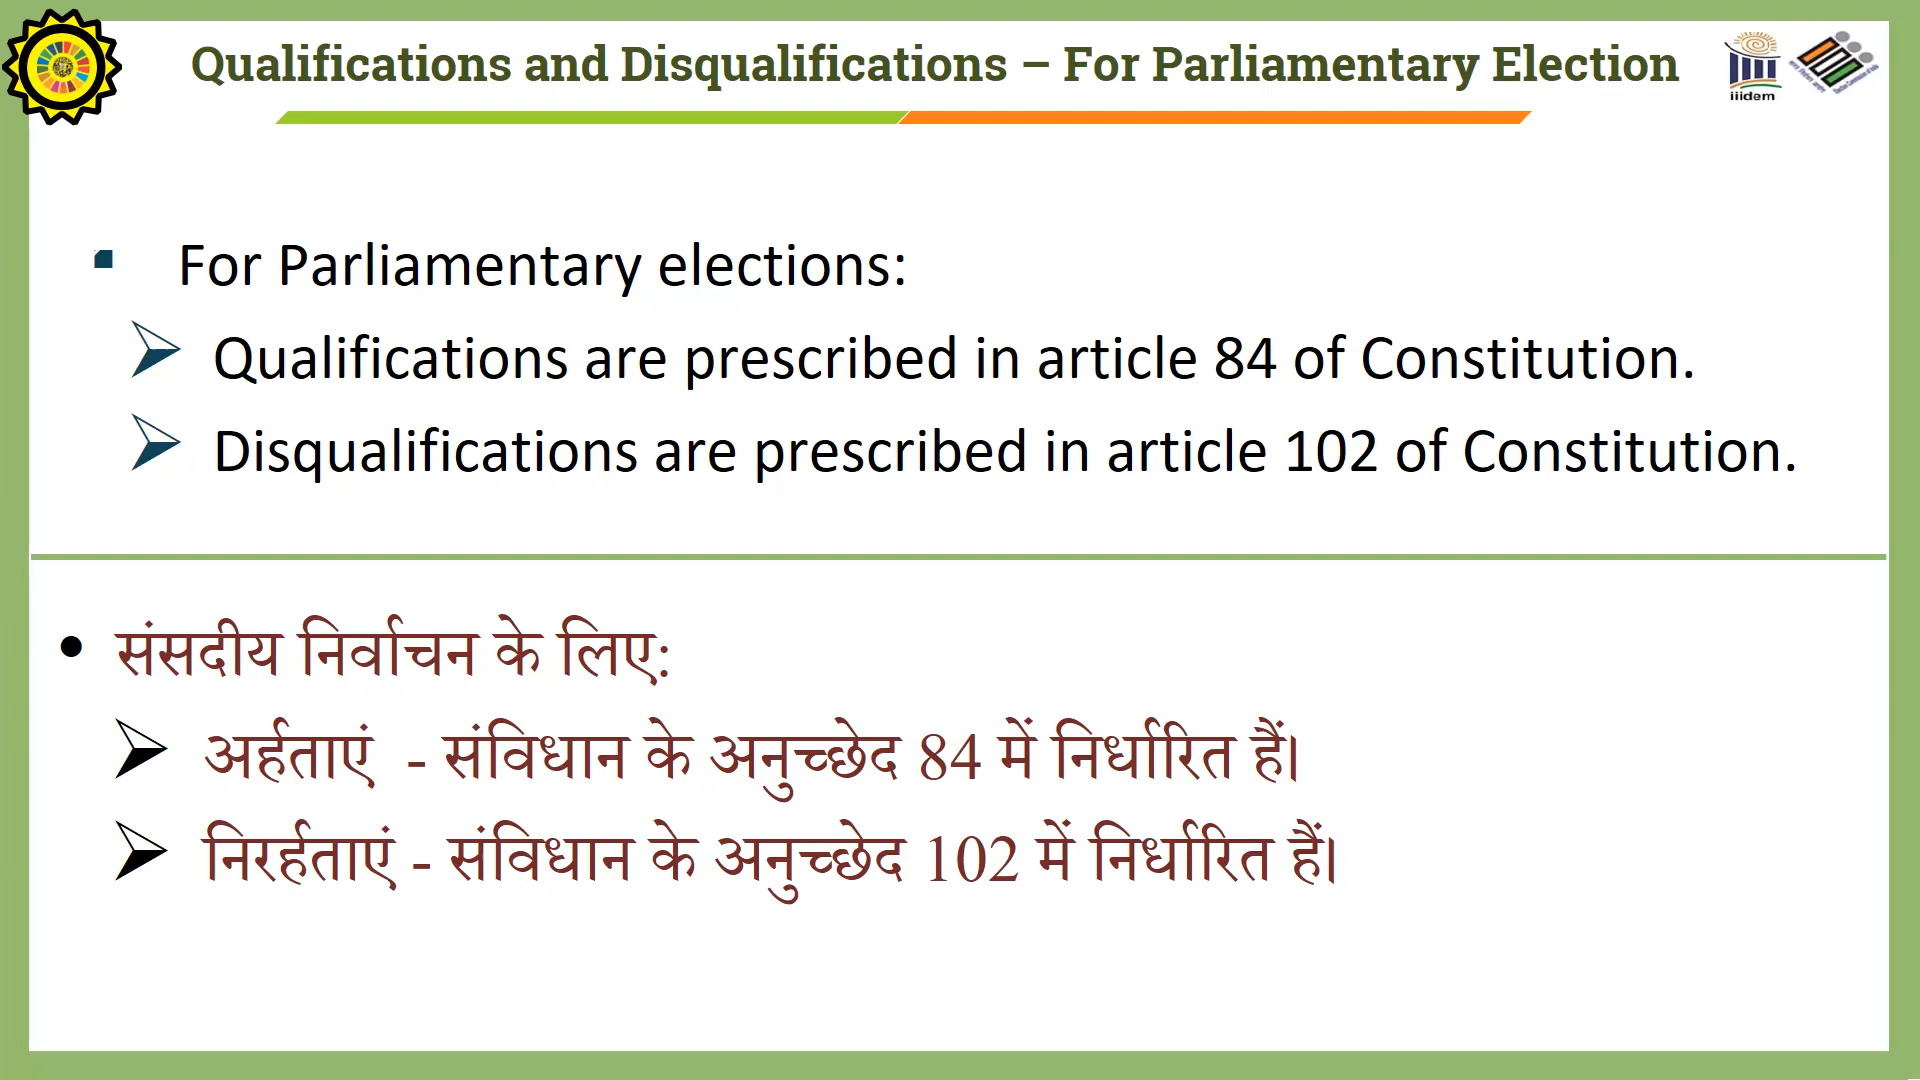 Qualifications and Disqualifications – For Parliamentary Election
iiidem
For Parliamentary elections:
Qualifications are prescribed in article 84 of Constitution.
Disqualifications are prescribed in article 102 of Constitution.
संसदीय निर्वाचन के लिए:
अर्हताएं - संविधान के अनुच्छेद 84 में निर्धारित हैं।
निरर्हताएं - संविधान के अनुच्छेद 102 में निर्धारित हैं।